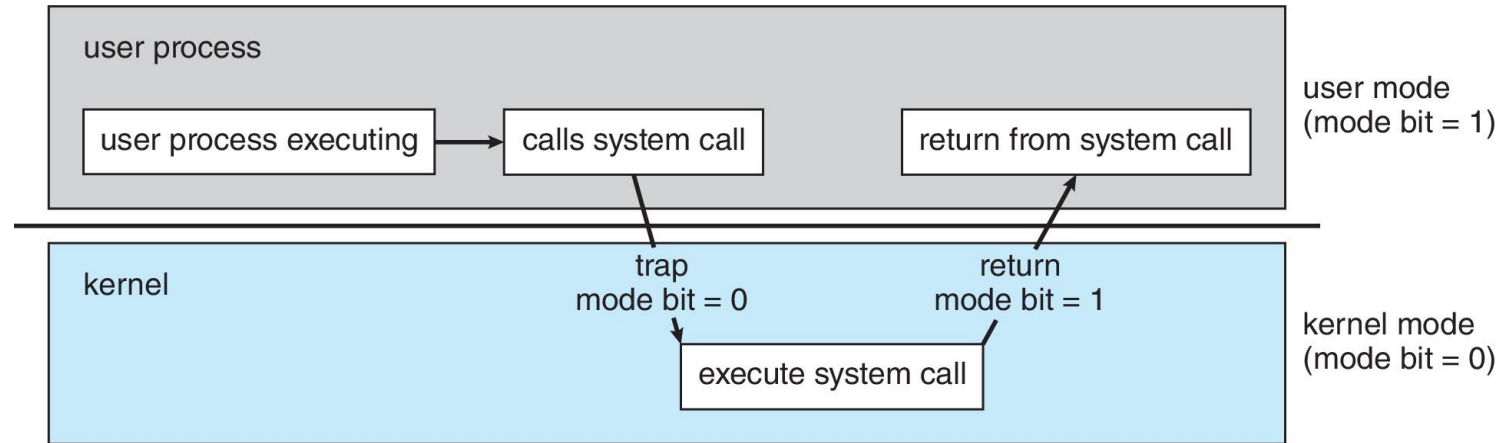 user process
user process executing
calls system call
return from system call
user mode
(mode bit = 1)
kernel
trap
mode bit = 0
return
mode bit = 1
execute system call
kernel mode
(mode bit = 0)